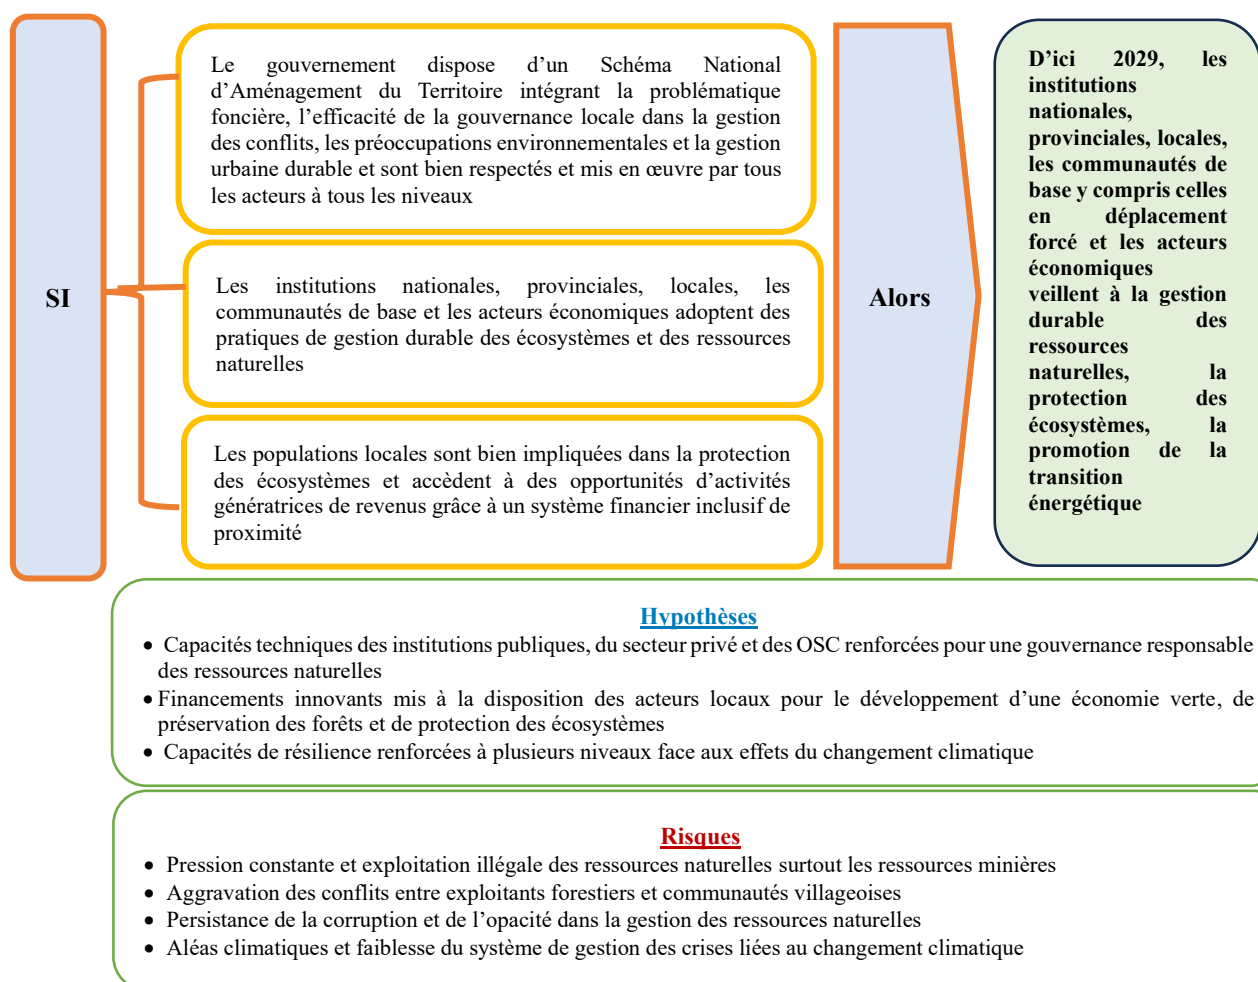 SI
Le gouvernement dispose d’un Schéma National
d’Aménagement du Territoire intégrant la problématique
foncière, l’efficacité de la gouvernance locale dans la gestion
des conflits, les préoccupations environnementales et la gestion
urbaine durable et sont bien respectés et mis en œuvre par tous
les acteurs à tous les niveaux
Les institutions nationales, provinciales, locales, les
communautés de base et les acteurs économiques adoptent des
pratiques de gestion durable des écosystèmes et des ressources
naturelles
Les populations locales sont bien impliquées dans la protection
des écosystèmes et accèdent à des opportunités d’activités
génératrices de revenus grâce à un système financier inclusif de
proximité
Alors
D’ici 2029, les
institutions
nationales,
provinciales, locales,
les communautés de
base y compris celles
en déplacement
forcé et les acteurs
économiques
veillent à la gestion
durable des
ressources
naturelles, la
protection des
écosystèmes, la
promotion de la
transition
énergétique
Hypothèses
• Capacités techniques des institutions publiques, du secteur privé et des OSC renforcées pour une gouvernance responsable
des ressources naturelles
• Financements innovants mis à la disposition des acteurs locaux pour le développement d’une économie verte, de
préservation des forêts et de protection des écosystèmes
• Capacités de résilience renforcées à plusieurs niveaux face aux effets du changement climatique
Risques
• Pression constante et exploitation illégale des ressources naturelles surtout les ressources minières
• Aggravation des conflits entre exploitants forestiers et communautés villageoises
• Persistance de la corruption et de l’opacité dans la gestion des ressources naturelles
• Aléas climatiques et faiblesse du système de gestion des crises liées au changement climatique